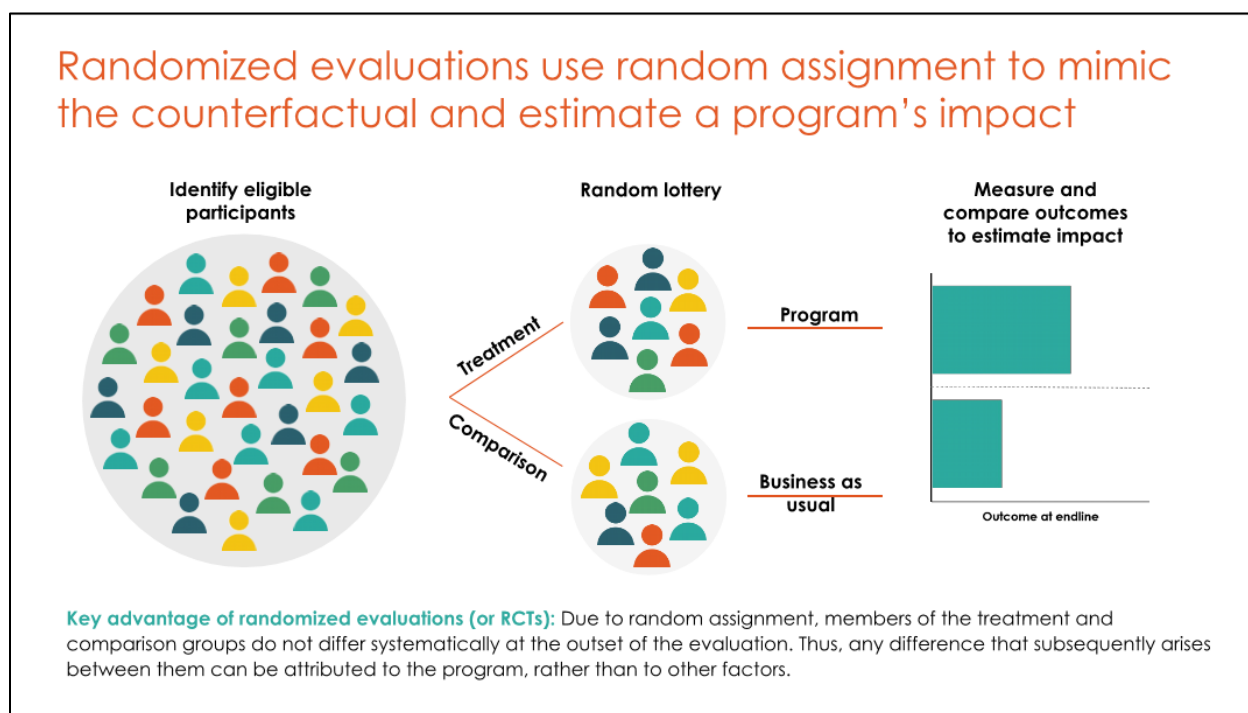 Randomized evaluations use random assignment to mimic
the counterfactual and estimate a program's impact
Identify eligible
participants
Random lottery
Measure and
compare outcomes
to estimate impact
Treatment
Comparison
Program
Business as
usual
Outcome at endline
Key advantage of randomized evaluations (or RCTs): Due to random assignment, members of the treatment and
comparison groups do not differ systematically at the outset of the evaluation. Thus, any difference that subsequently arises
between them can be attributed to the program, rather than to other factors.